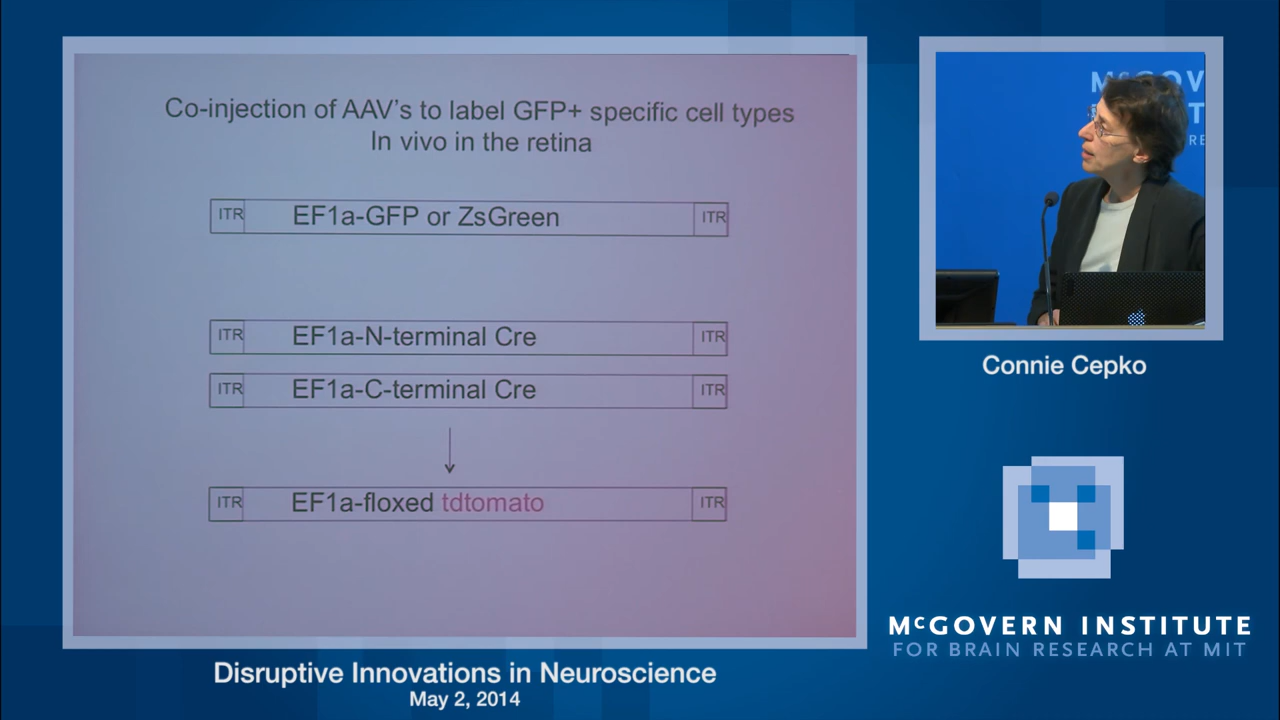 Co-injection of AAV's to label GFP+ specific cell types
In vivo in the retina
ITR EF1a-GFP or ZsGreen ITR
ITR EF1a-N-terminal Cre ITR
ITR EF1a-C-terminal Cre ITR
ITR EF1a-floxed tdtomato ITR
Disruptive Innovations in Neuroscience
May 2, 2014
MCGOV
T
RE
Connie Cepko
MCGOVERN INSTITUTE
FOR BRAIN RESEARCH AT MIT